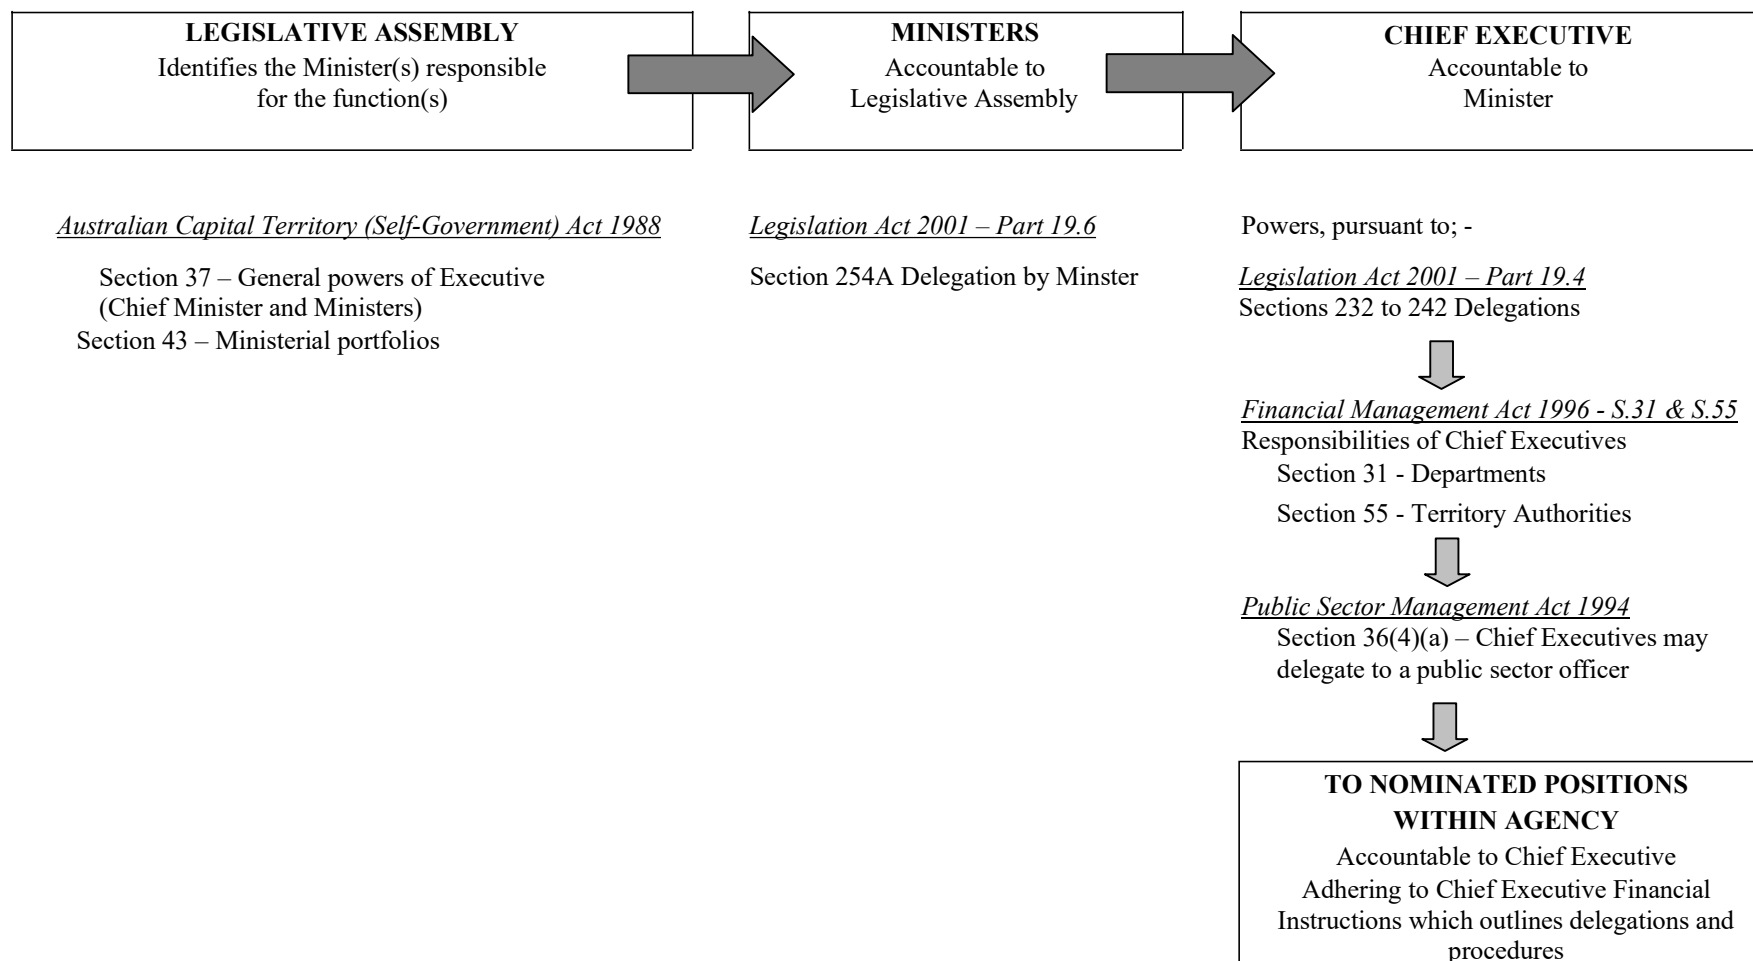 LEGISLATIVE ASSEMBLY
Identifies the Minister(s) responsible
for the function(s)
MINISTERS
Accountable to
Legislative Assembly
CHIEF EXECUTIVE
Accountable to
Minister
Australian Capital Territory (Self-Government) Act 1988
Section 37 – General powers of Executive
(Chief Minister and Ministers)
Section 43 – Ministerial portfolios
Legislation Act 2001 – Part 19.6
Section 254A Delegation by Minster
Powers, pursuant to; -
Legislation Act 2001 – Part 19.4
Sections 232 to 242 Delegations
Financial Management Act 1996 - S.31 & S.55
Responsibilities of Chief Executives
Section 31 - Departments
Section 55 - Territory Authorities
Public Sector Management Act 1994
Section 36(4)(a) – Chief Executives may
delegate to a public sector officer
TO NOMINATED POSITIONS
WITHIN AGENCY
Accountable to Chief Executive
Adhering to Chief Executive Financial
Instructions which outlines delegations and
procedures